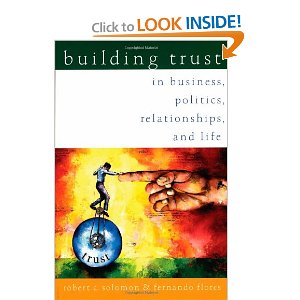 Click to LOOK INSIDE!
building trust
in business,
politics,
relationships,
and life
trust
robert c. solomon & fernando flores